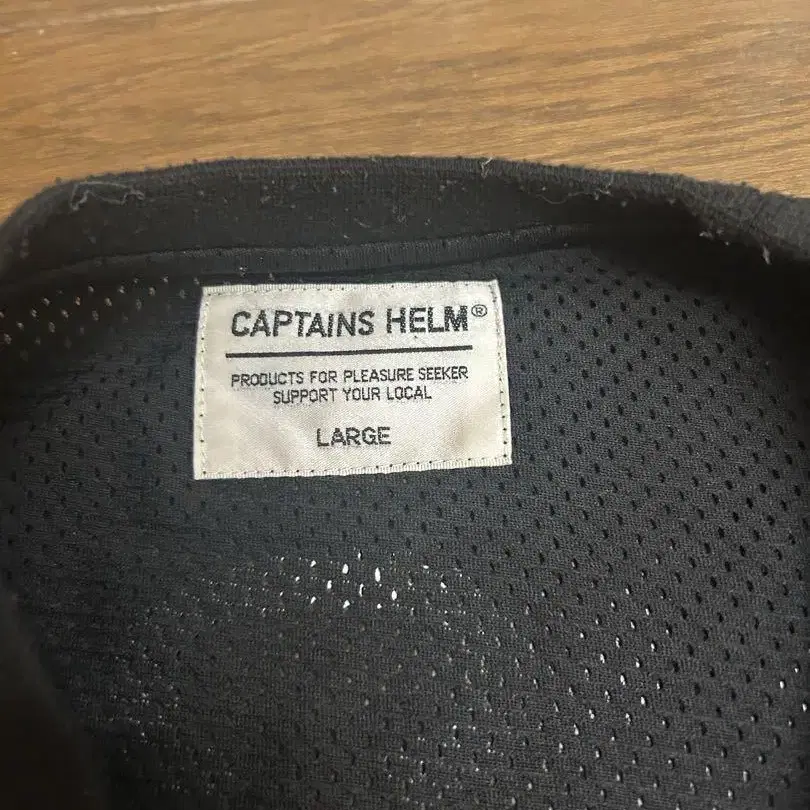 CAPTAINS HELM®
PRODUCTS FOR PLEASURE SEEKER
SUPPORT YOUR LOCAL
LARGE